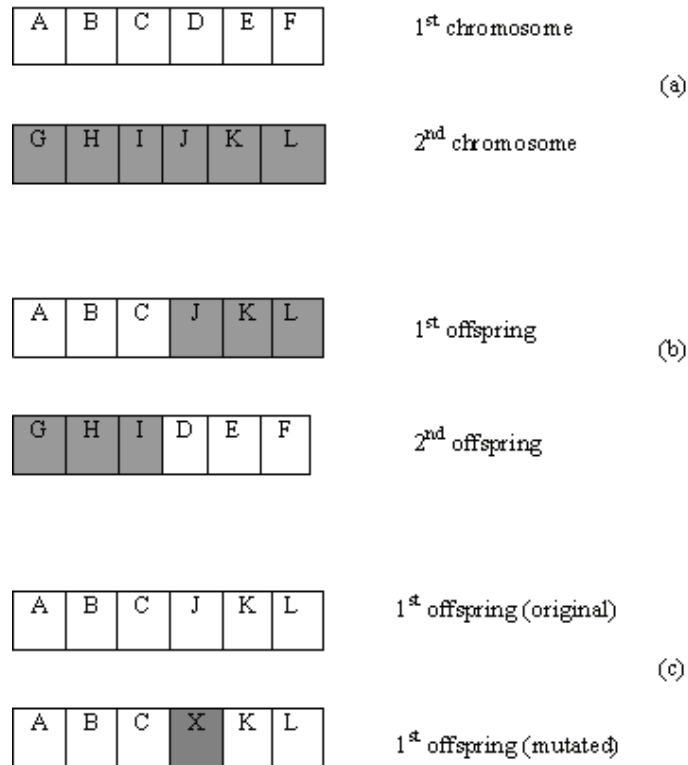 A B C D E F 1st chromosome
(a)
G H I J K L 2nd chromosome
A B C J K L 1st offspring
(b)
G H I D E F 2nd offspring
A B C J K L 1st offspring (original)
(c)
A B C X K L 1st offspring (mutated)